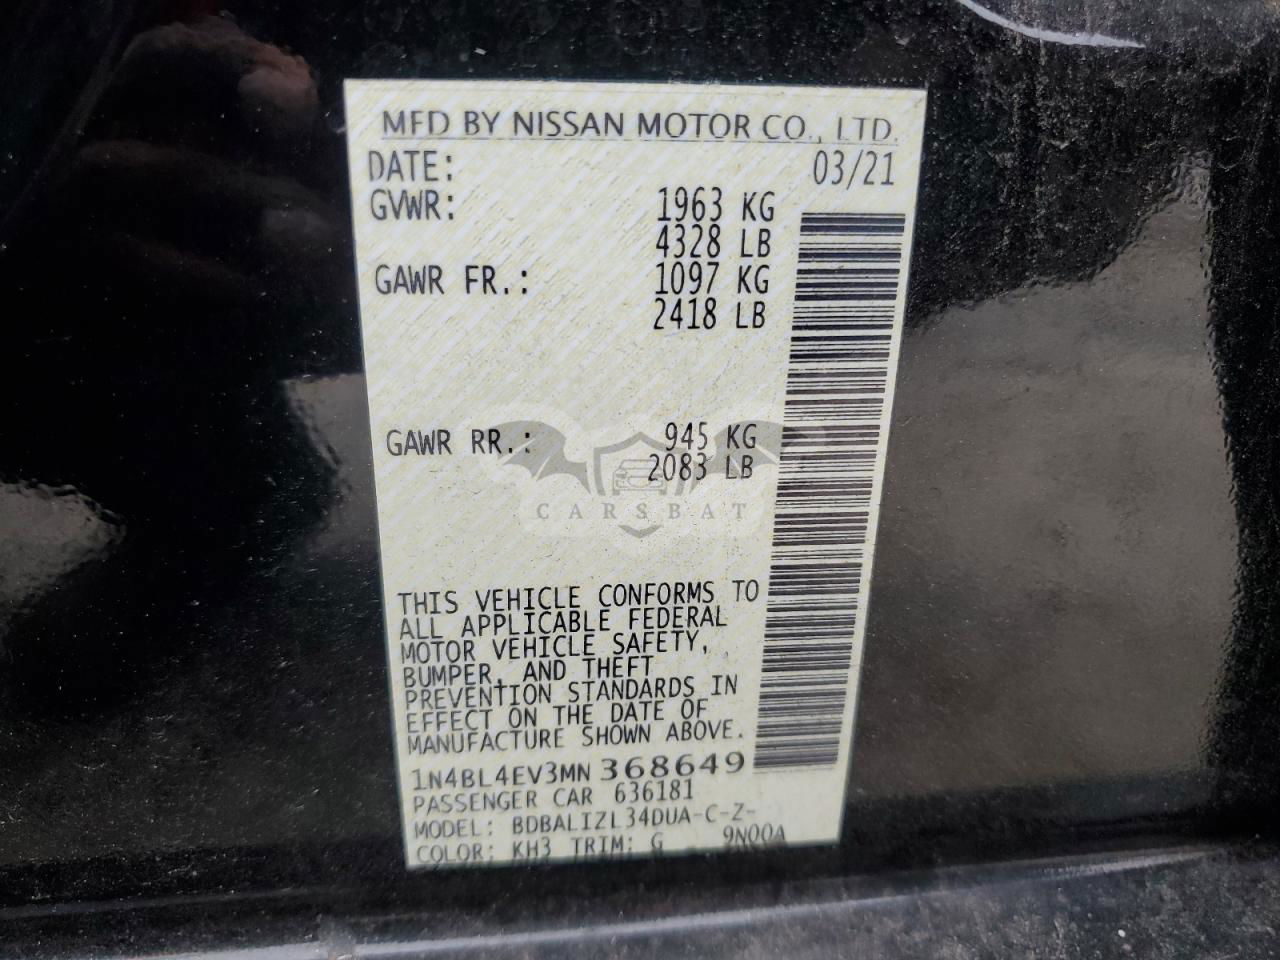 MFD BY NISSAN MOTOR CO., LTD.
DATE: 03/21
GVWR: 1963 KG
4328 LB
GAWR FR.: 1097 KG
2418 LB
GAWR RR.: 945 KG
2083 LB
CARSBAT
THIS VEHICLE CONFORMS TO
ALL APPLICABLE FEDERAL
MOTOR VEHICLE SAFETY,
BUMPER, AND THEFT
PREVENTION STANDARDS IN
EFFECT ON THE DATE OF
MANUFACTURE SHOWN ABOVE.
1N4BL4EV3MN 368649
PASSENGER CAR 636181
MODEL: BDBALIZL34DUA-C-Z-
COLOR: KH3 TRIM: G 9N00A